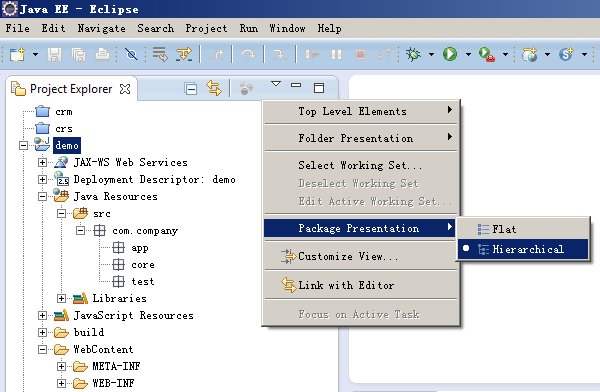 Java EE - Eclipse
File Edit Navigate Search Project Run Window Help
Project Explorer
crm
crs
demo
JAX-WS Web Services
2.5
Deployment Descriptor: demo
Java Resources
src
com.company
app
core
test
Libraries
JavaScript Resources
build
WebContent
META-INF
WEB-INF
Top Level Elements
Folder Presentation
Select Working Set...
Deselect Working Set
Edit Active Working Set...
Package Presentation
Customize View...
Link with Editor
Focus on Active Task
Flat
Hierarchical